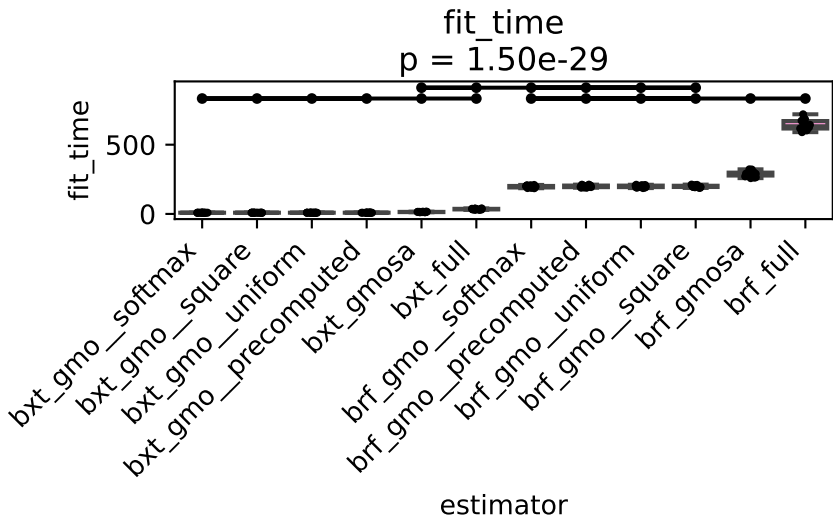 fit_time
p = 1.50e-29
fit_time
500
0
bxt_gmo__softmax
bxt_gmo__square
bxt_gmo__uniform
bxt_gmo__precomputed
bxt_gmosa
bxt_full
brf_gmo__softmax
brf_gmo__precomputed
brf_gmo__uniform
brf_gmo__square
brf_gmosa
brf_full
estimator